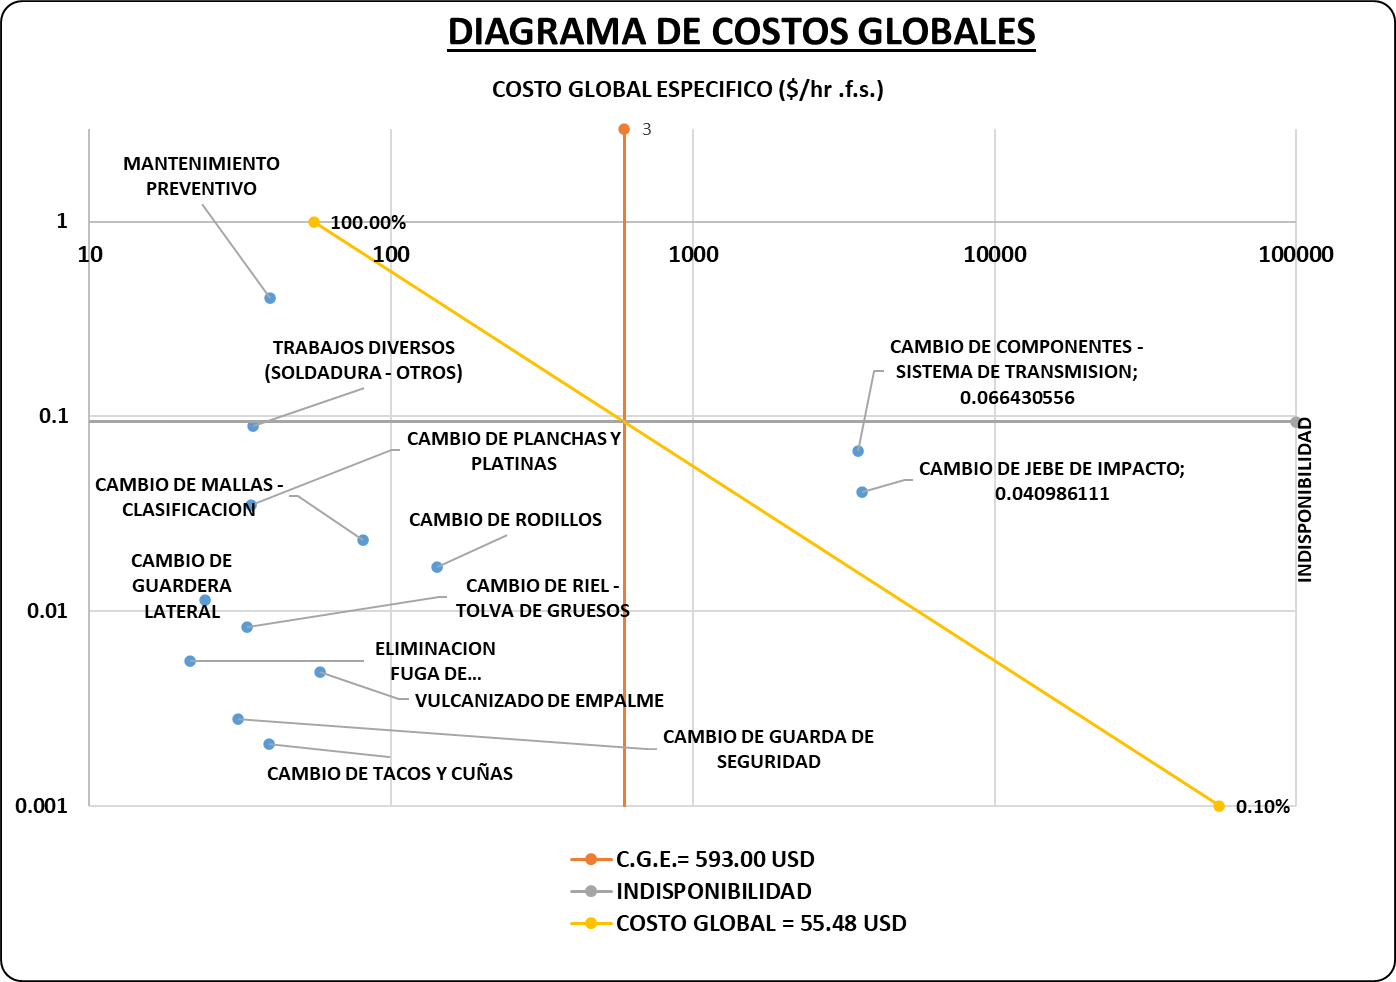 DIAGRAMA DE COSTOS GLOBALES
COSTO GLOBAL ESPECIFICO ($/hr .f.s.)
3
MANTENIMIENTO
PREVENTIVO
1
100.00%
10
100
1000
10000
100000
TRABAJOS DIVERSOS
(SOLDADURA - OTROS)
CAMBIO DE COMPONENTES -
SISTEMA DE TRANSMISION;
0.066430556
0.1
INDISPONIBILIDAD
CAMBIO DE PLANCHAS Y
PLATINAS
CAMBIO DE JEBE DE IMPACTO;
0.040986111
CAMBIO DE MALLAS -
CLASIFICACION
CAMBIO DE RODILLOS
CAMBIO DE
GUARDERA
LATERAL
CAMBIO DE RIEL -
TOLVA DE GRUESOS
0.01
ELIMINACION
FUGA DE...
VULCANIZADO DE EMPALME
CAMBIO DE GUARDA DE
SEGURIDAD
CAMBIO DE TACOS Y CUÑAS
0.001
0.10%
C.G.E.= 593.00 USD
INDISPONIBILIDAD
COSTO GLOBAL = 55.48 USD